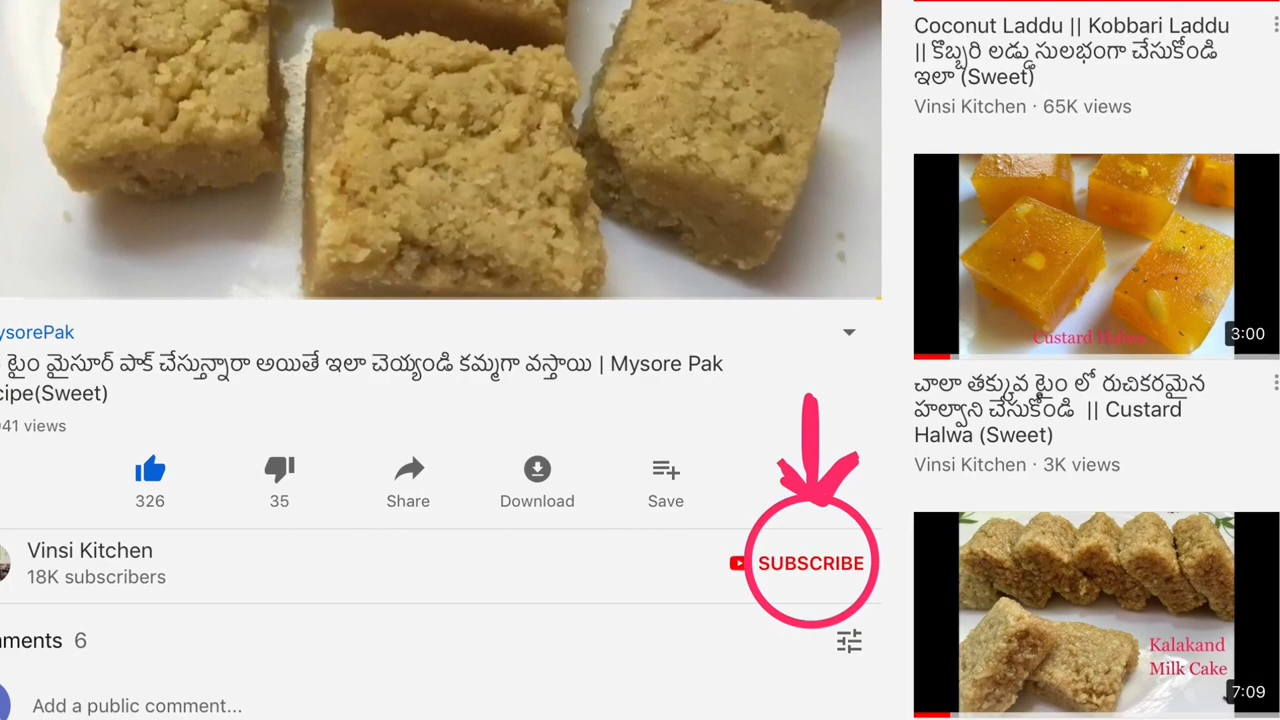 ysorePak
టైం మైసూర్ పాక్ చేస్తున్నారా అయితే ఇలా చెయ్యండి కమ్మగా వస్తాయి | Mysore Pak
cipe(Sweet)
041 views
326
35
Share
Download
Save
Vinsi Kitchen
18K subscribers
SUBSCRIBE
mments 6
Add a public comment...
Coconut Laddu || Kobbari Laddu
|| కొబ్బరి లడ్డు సులభంగా చేసుకోండి
ఇలా (Sweet)
Vinsi Kitchen · 65K views
Custard Halwa
3:00
చాలా తక్కువ టైం లో రుచికరమైన
హల్వాని చేసుకోండి || Custard
Halwa (Sweet)
Vinsi Kitchen · 3K views
Kalakand
Milk Cake
7:09